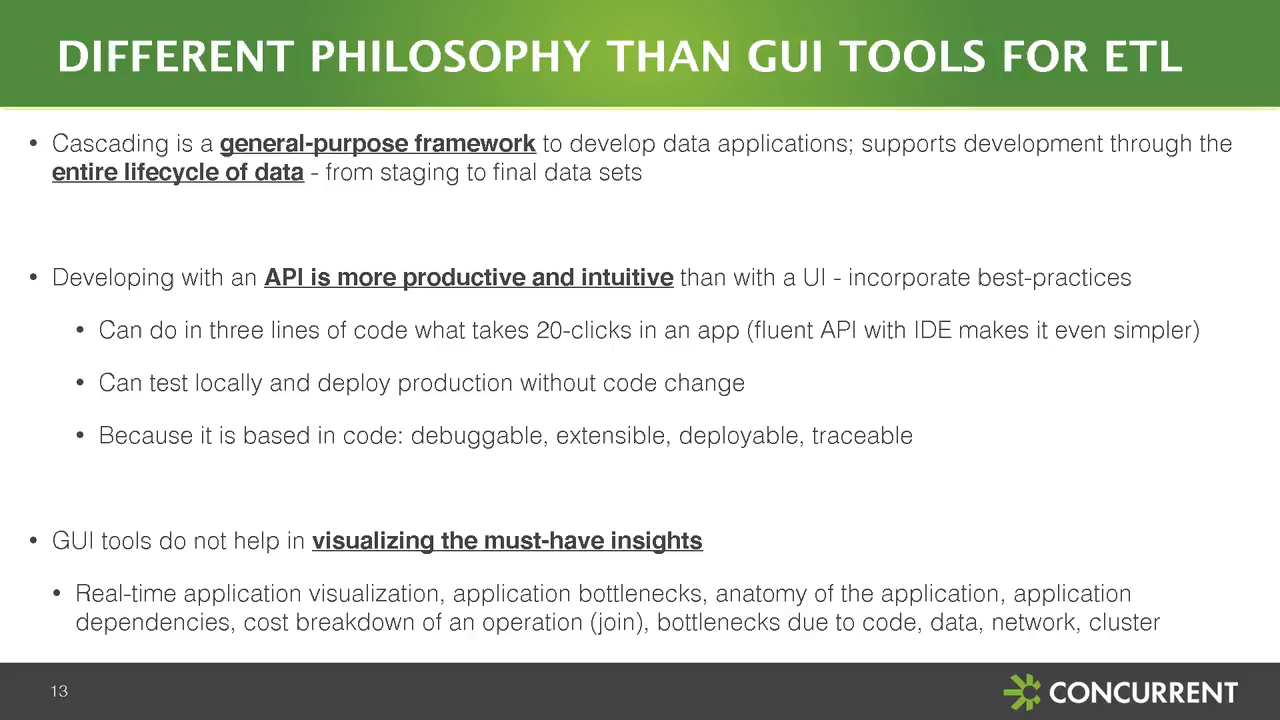 DIFFERENT PHILOSOPHY THAN GUI TOOLS FOR ETL
• Cascading is a general-purpose framework to develop data applications; supports development through the
entire lifecycle of data - from staging to final data sets
• Developing with an API is more productive and intuitive than with a UI - incorporate best-practices
• Can do in three lines of code what takes 20-clicks in an app (fluent API with IDE makes it even simpler)
• Can test locally and deploy production without code change
• Because it is based in code: debuggable, extensible, deployable, traceable
• GUI tools do not help in visualizing the must-have insights
• Real-time application visualization, application bottlenecks, anatomy of the application, application
dependencies, cost breakdown of an operation (join), bottlenecks due to code, data, network, cluster
13
CONCURRENT